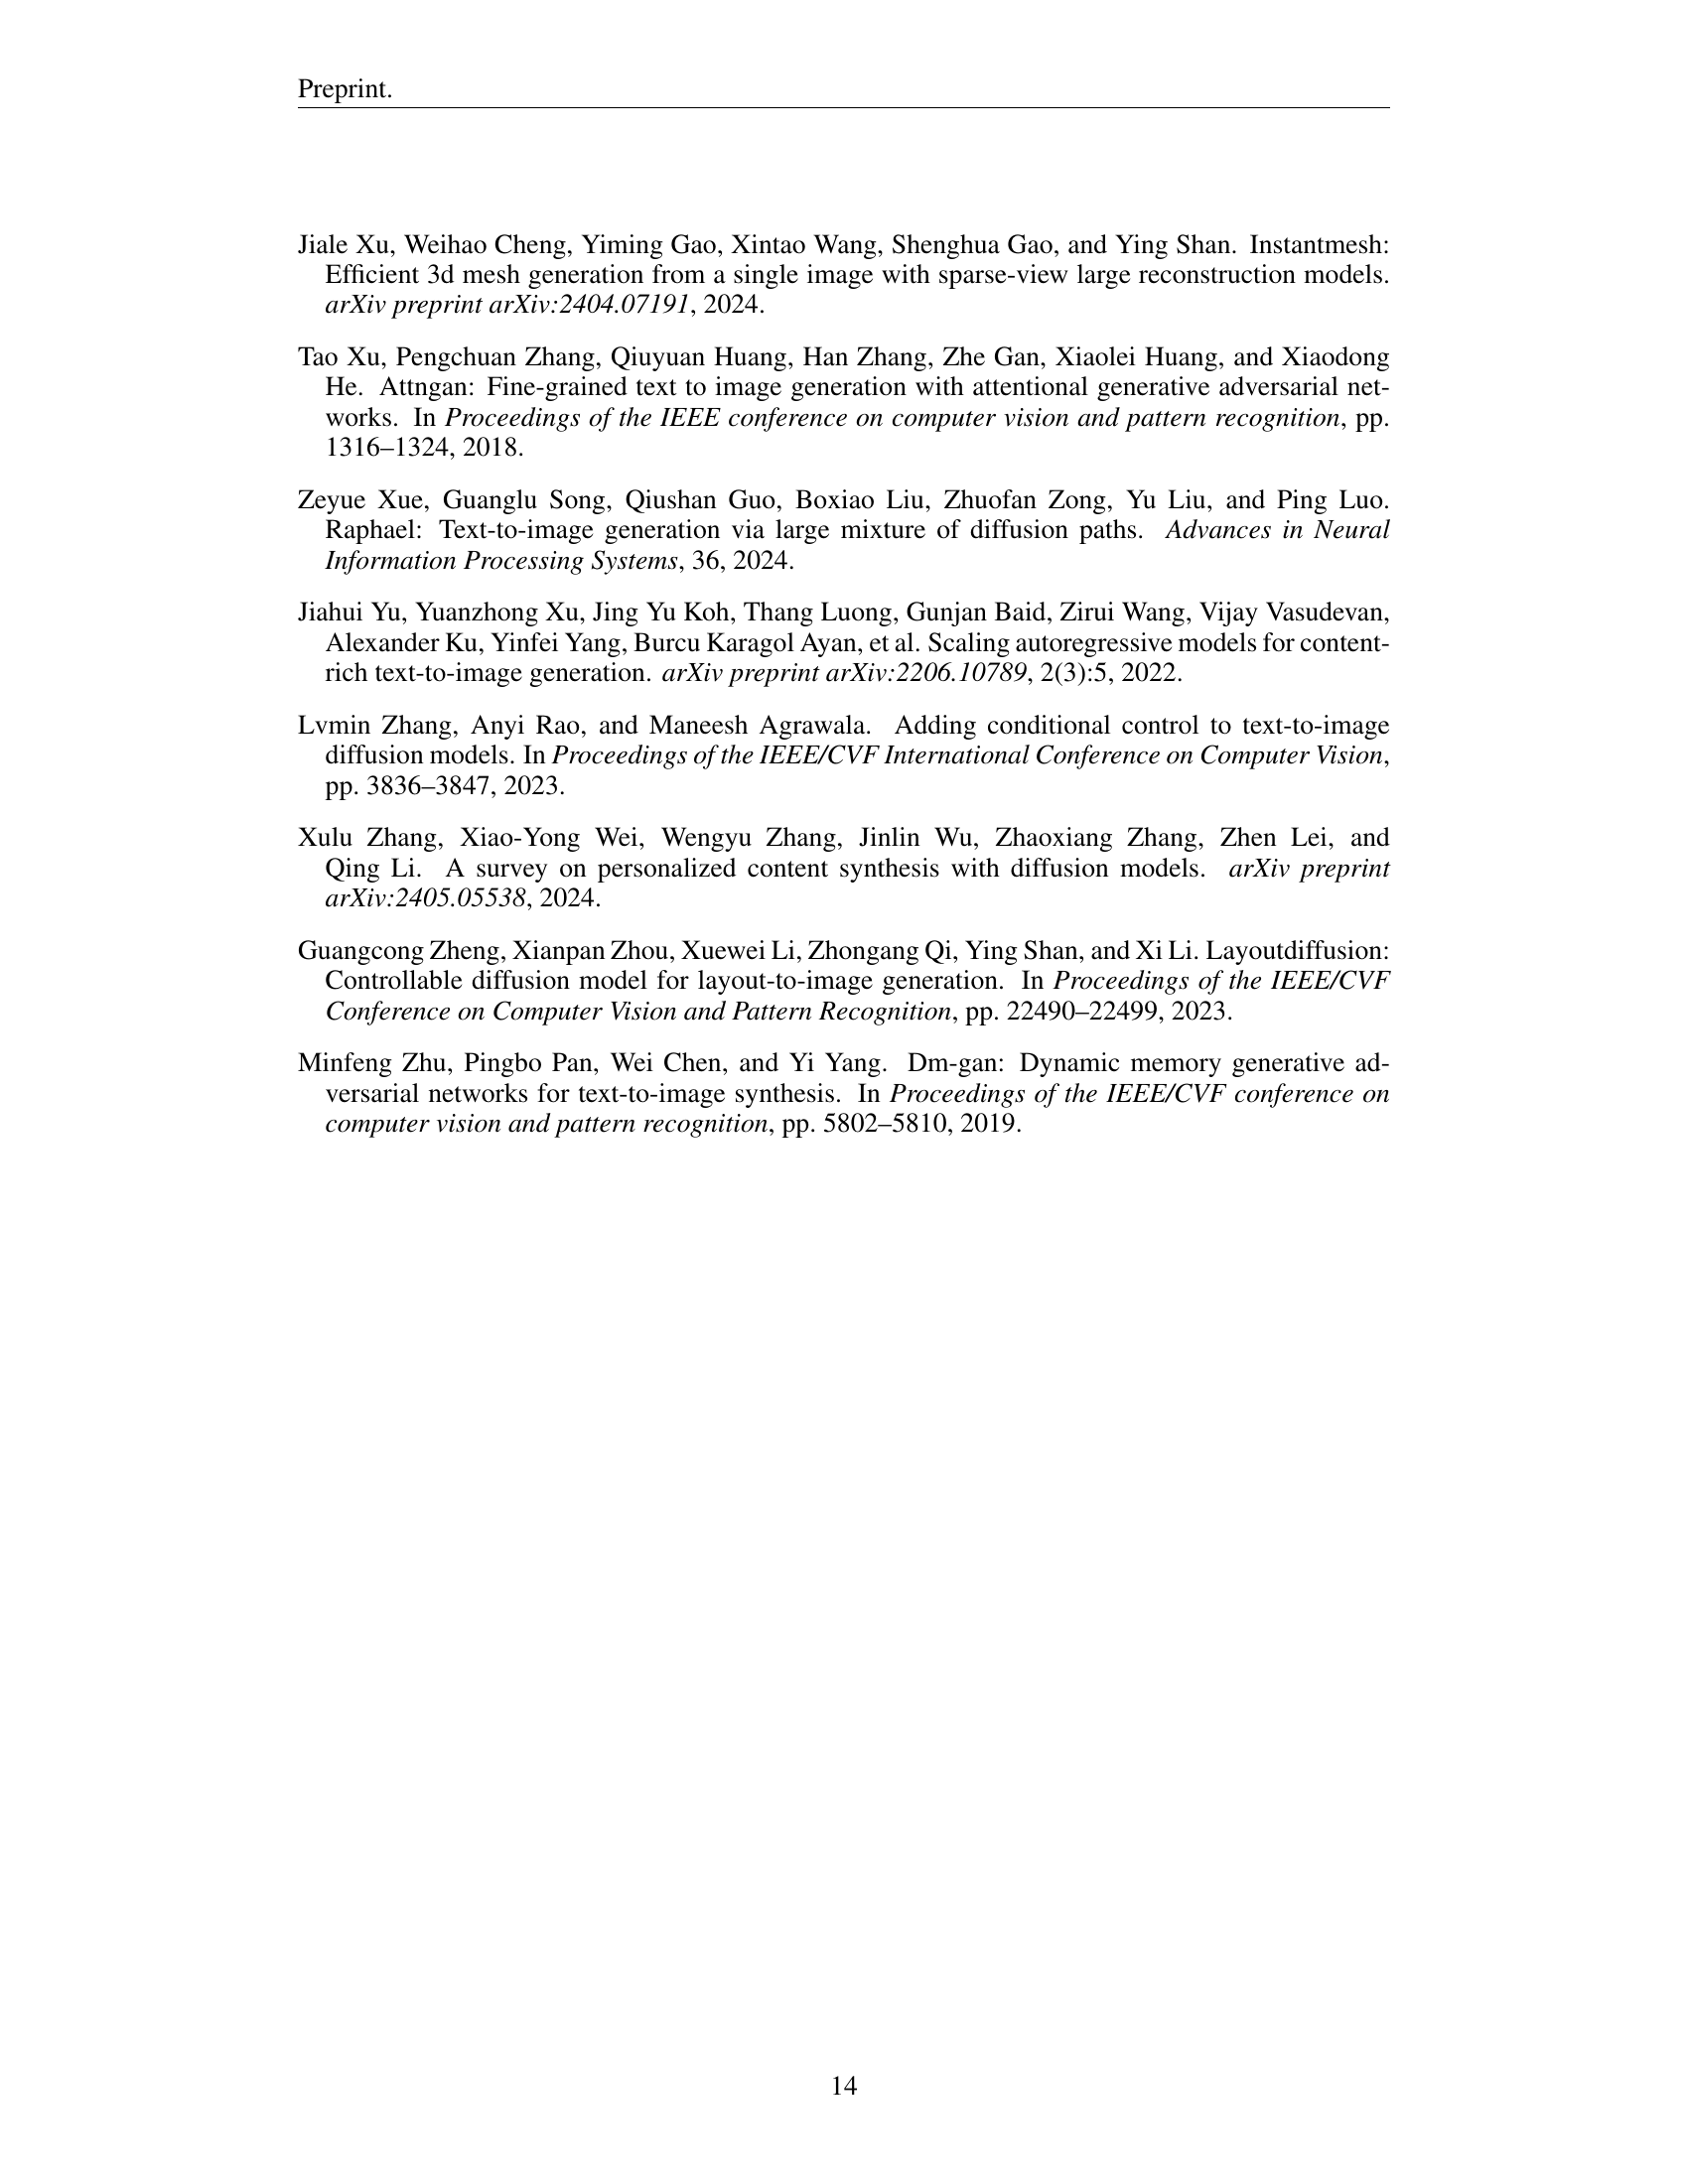 Preprint.
Jiale Xu, Weihao Cheng, Yiming Gao, Xintao Wang, Shenghua Gao, and Ying Shan. Instantmesh:
Efficient 3d mesh generation from a single image with sparse-view large reconstruction models.
arXiv preprint arXiv:2404.07191, 2024.
Tao Xu, Pengchuan Zhang, Qiuyuan Huang, Han Zhang, Zhe Gan, Xiaolei Huang, and Xiaodong
He. Attngan: Fine-grained text to image generation with attentional generative adversarial net-
works. In Proceedings of the IEEE conference on computer vision and pattern recognition, pp.
1316–1324, 2018.
Zeyue Xue, Guanglu Song, Qiushan Guo, Boxiao Liu, Zhuofan Zong, Yu Liu, and Ping Luo.
Raphael: Text-to-image generation via large mixture of diffusion paths. Advances in Neural
Information Processing Systems, 36, 2024.
Jiahui Yu, Yuanzhong Xu, Jing Yu Koh, Thang Luong, Gunjan Baid, Zirui Wang, Vijay Vasudevan,
Alexander Ku, Yinfei Yang, Burcu Karagol Ayan, et al. Scaling autoregressive models for content-
rich text-to-image generation. arXiv preprint arXiv:2206.10789, 2(3):5, 2022.
Lvmin Zhang, Anyi Rao, and Maneesh Agrawala. Adding conditional control to text-to-image
diffusion models. In Proceedings of the IEEE/CVF International Conference on Computer Vision,
pp. 3836–3847, 2023.
Xulu Zhang, Xiao-Yong Wei, Wengyu Zhang, Jinlin Wu, Zhaoxiang Zhang, Zhen Lei, and
Qing Li. A survey on personalized content synthesis with diffusion models. arXiv preprint
arXiv:2405.05538, 2024.
Guangcong Zheng, Xianpan Zhou, Xuewei Li, Zhongang Qi, Ying Shan, and Xi Li. Layoutdiffusion:
Controllable diffusion model for layout-to-image generation. In Proceedings of the IEEE/CVF
Conference on Computer Vision and Pattern Recognition, pp. 22490–22499, 2023.
Minfeng Zhu, Pingbo Pan, Wei Chen, and Yi Yang. Dm-gan: Dynamic memory generative ad-
versarial networks for text-to-image synthesis. In Proceedings of the IEEE/CVF conference on
computer vision and pattern recognition, pp. 5802–5810, 2019.
14